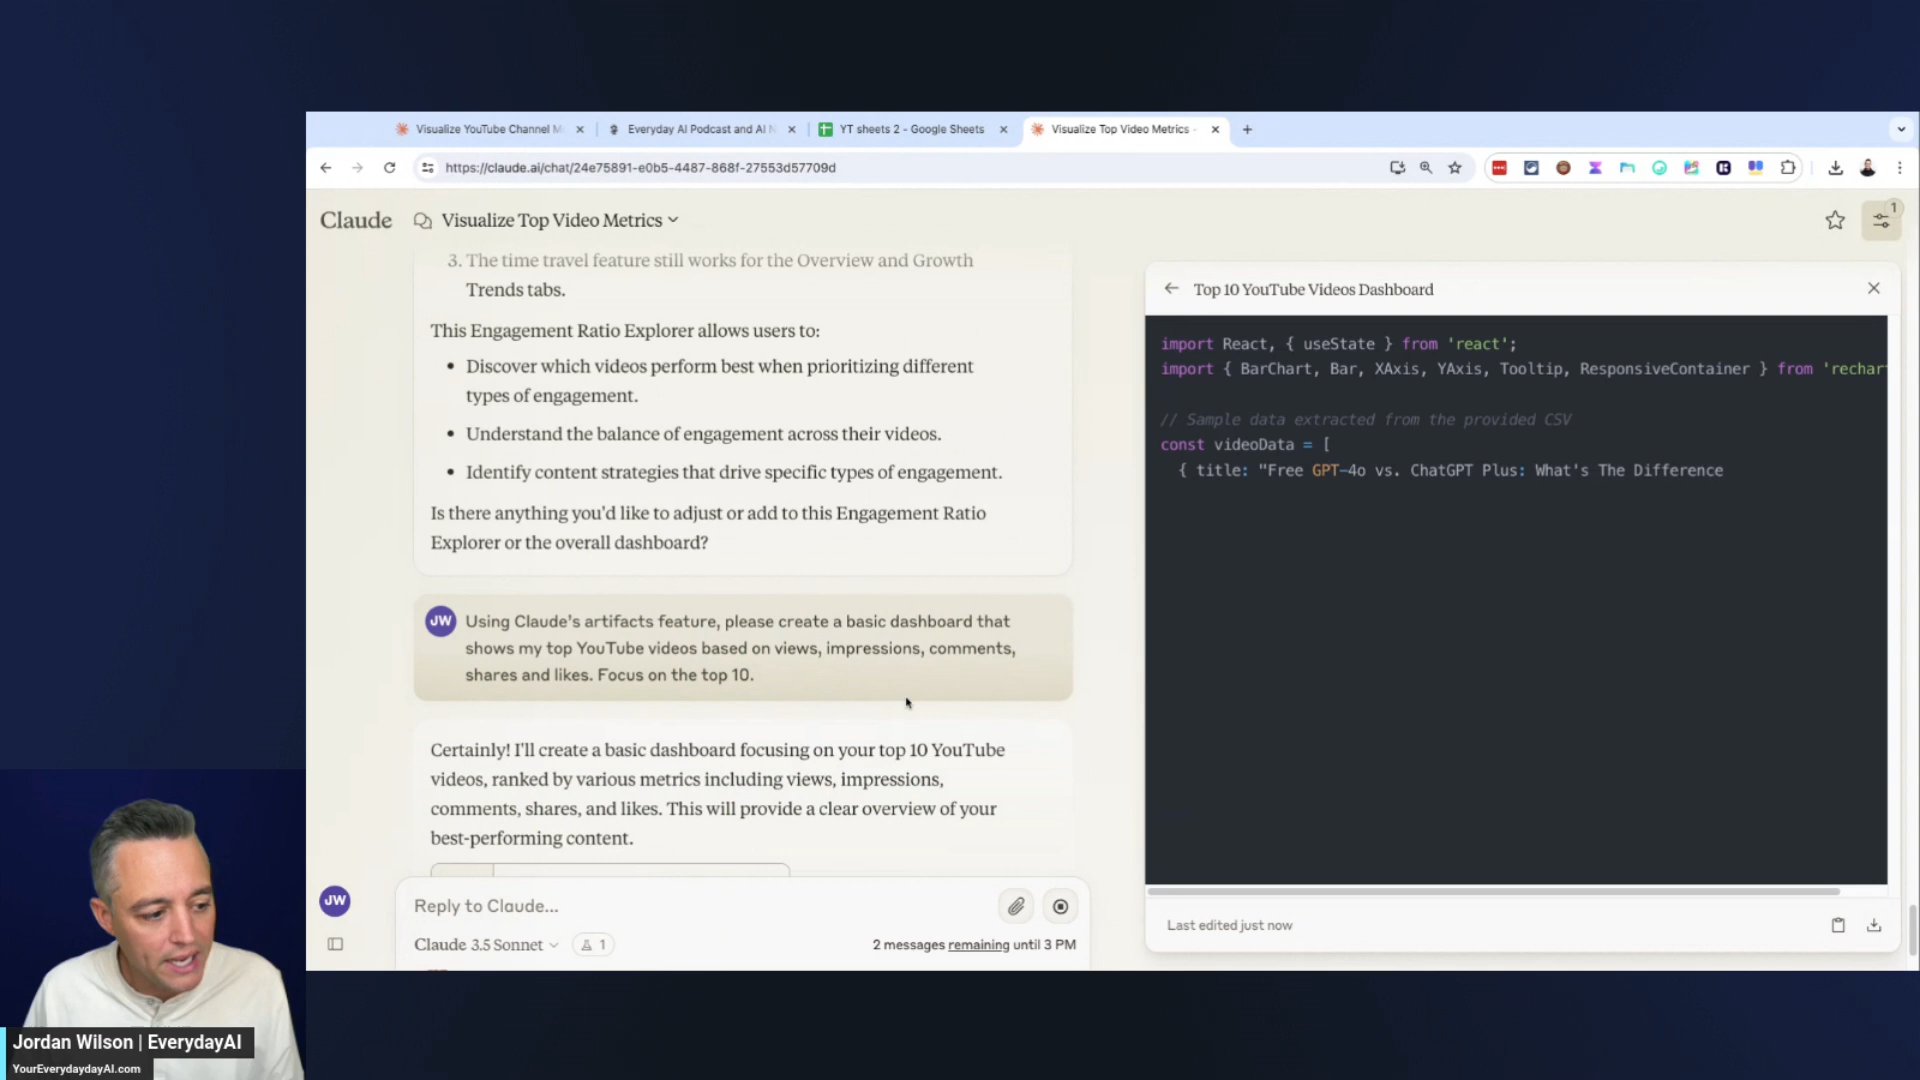 Visualize YouTube Channel M
Everyday AI Podcast and AI N
YT sheets 2 - Google Sheets
Visualize Top Video Metrics -
https://claude.ai/chat/24e75891-e0b5-4487-868f-27553d57709d
Claude
Visualize Top Video Metrics
1
3. The time travel feature still works for the Overview and Growth
Trends tabs.
This Engagement Ratio Explorer allows users to:
• Discover which videos perform best when prioritizing different
types of engagement.
• Understand the balance of engagement across their videos.
• Identify content strategies that drive specific types of engagement.
Is there anything you'd like to adjust or add to this Engagement Ratio
Explorer or the overall dashboard?
JW
Using Claude's artifacts feature, please create a basic dashboard that
shows my top YouTube videos based on views, impressions, comments,
shares and likes. Focus on the top 10.
Certainly! I'll create a basic dashboard focusing on your top 10 YouTube
videos, ranked by various metrics including views, impressions,
comments, shares, and likes. This will provide a clear overview of your
best-performing content.
JW
Reply to Claude...
Claude 3.5 Sonnet
1
2 messages remaining until 3 PM
Top 10 YouTube Videos Dashboard
import React, { useState } from 'react';
import { BarChart, Bar, XAxis, YAxis, Tooltip, ResponsiveContainer } from 'rechar
// Sample data extracted from the provided CSV
const videoData = [
{ title: "Free GPT-4o vs. ChatGPT Plus: What's The Difference
Last edited just now
Jordan Wilson | EverydayAI
YourEverydaydayAI.com